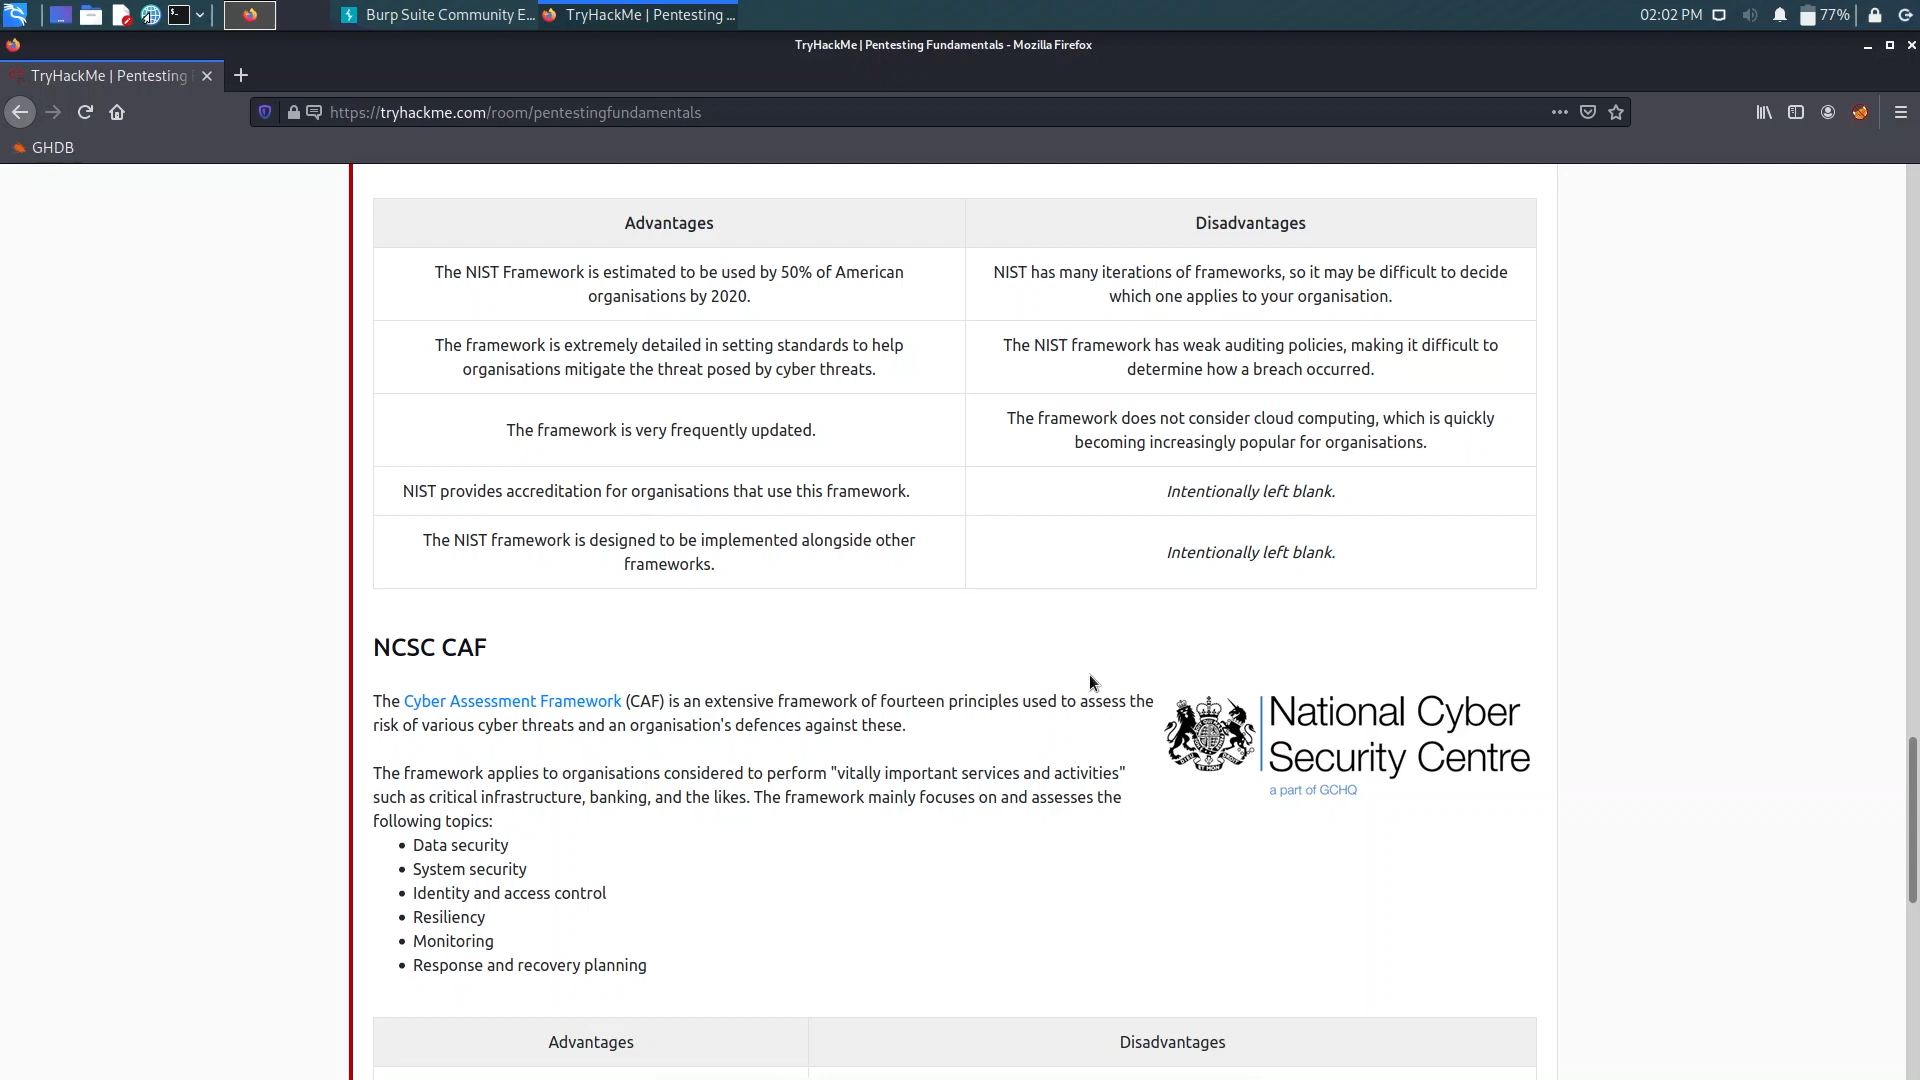 Burp Suite Community E...
TryHackMe | Pentesting ...
02:02 PM
77%
TryHackMe | Pentesting Fundamentals - Mozilla Firefox
TryHackMe | Pentesting
https://tryhackme.com/room/pentestingfundamentals
GHDB
Advantages
Disadvantages
The NIST Framework is estimated to be used by 50% of American
organisations by 2020.
NIST has many iterations of frameworks, so it may be difficult to decide
which one applies to your organisation.
The framework is extremely detailed in setting standards to help
organisations mitigate the threat posed by cyber threats.
The NIST framework has weak auditing policies, making it difficult to
determine how a breach occurred.
The framework is very frequently updated.
The framework does not consider cloud computing, which is quickly
becoming increasingly popular for organisations.
NIST provides accreditation for organisations that use this framework.
Intentionally left blank.
The NIST framework is designed to be implemented alongside other
frameworks.
Intentionally left blank.
NCSC CAF
The Cyber Assessment Framework (CAF) is an extensive framework of fourteen principles used to assess the
risk of various cyber threats and an organisation's defences against these.
National Cyber
Security Centre
a part of GCHQ
The framework applies to organisations considered to perform "vitally important services and activities"
such as critical infrastructure, banking, and the likes. The framework mainly focuses on and assesses the
following topics:
• Data security
• System security
• Identity and access control
• Resiliency
• Monitoring
• Response and recovery planning
Advantages
Disadvantages